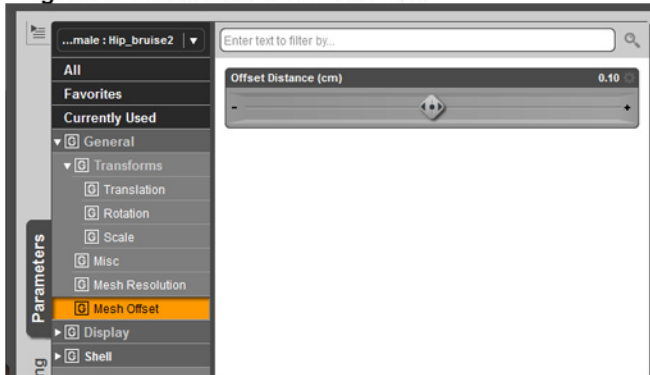 ...male : Hip_bruise2
Enter text to filter by...
All
Favorites
Currently Used
General
Transforms
Translation
Rotation
Scale
Misc
Mesh Resolution
Mesh Offset
Display
Shell
Offset Distance (cm) 0.10
- +
Parameters